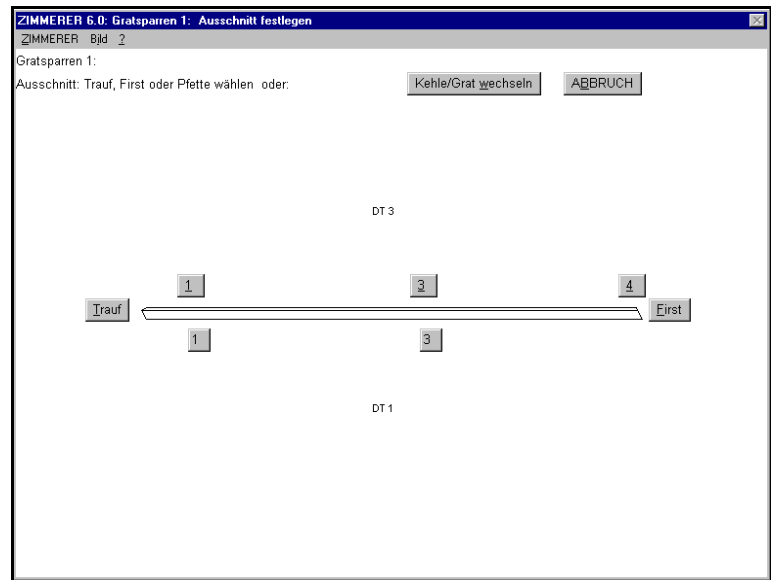 ZIMMERER 6.0: Gratsparren 1: Ausschnitt festlegen
ZIMMERER Bild ?
Gratsparren 1:
Ausschnitt: Trauf, First oder Pfette wählen oder: Kehle/Grat wechseln ABBRUCH
DT 3
1 3 4
Trauf First
1 3
DT 1